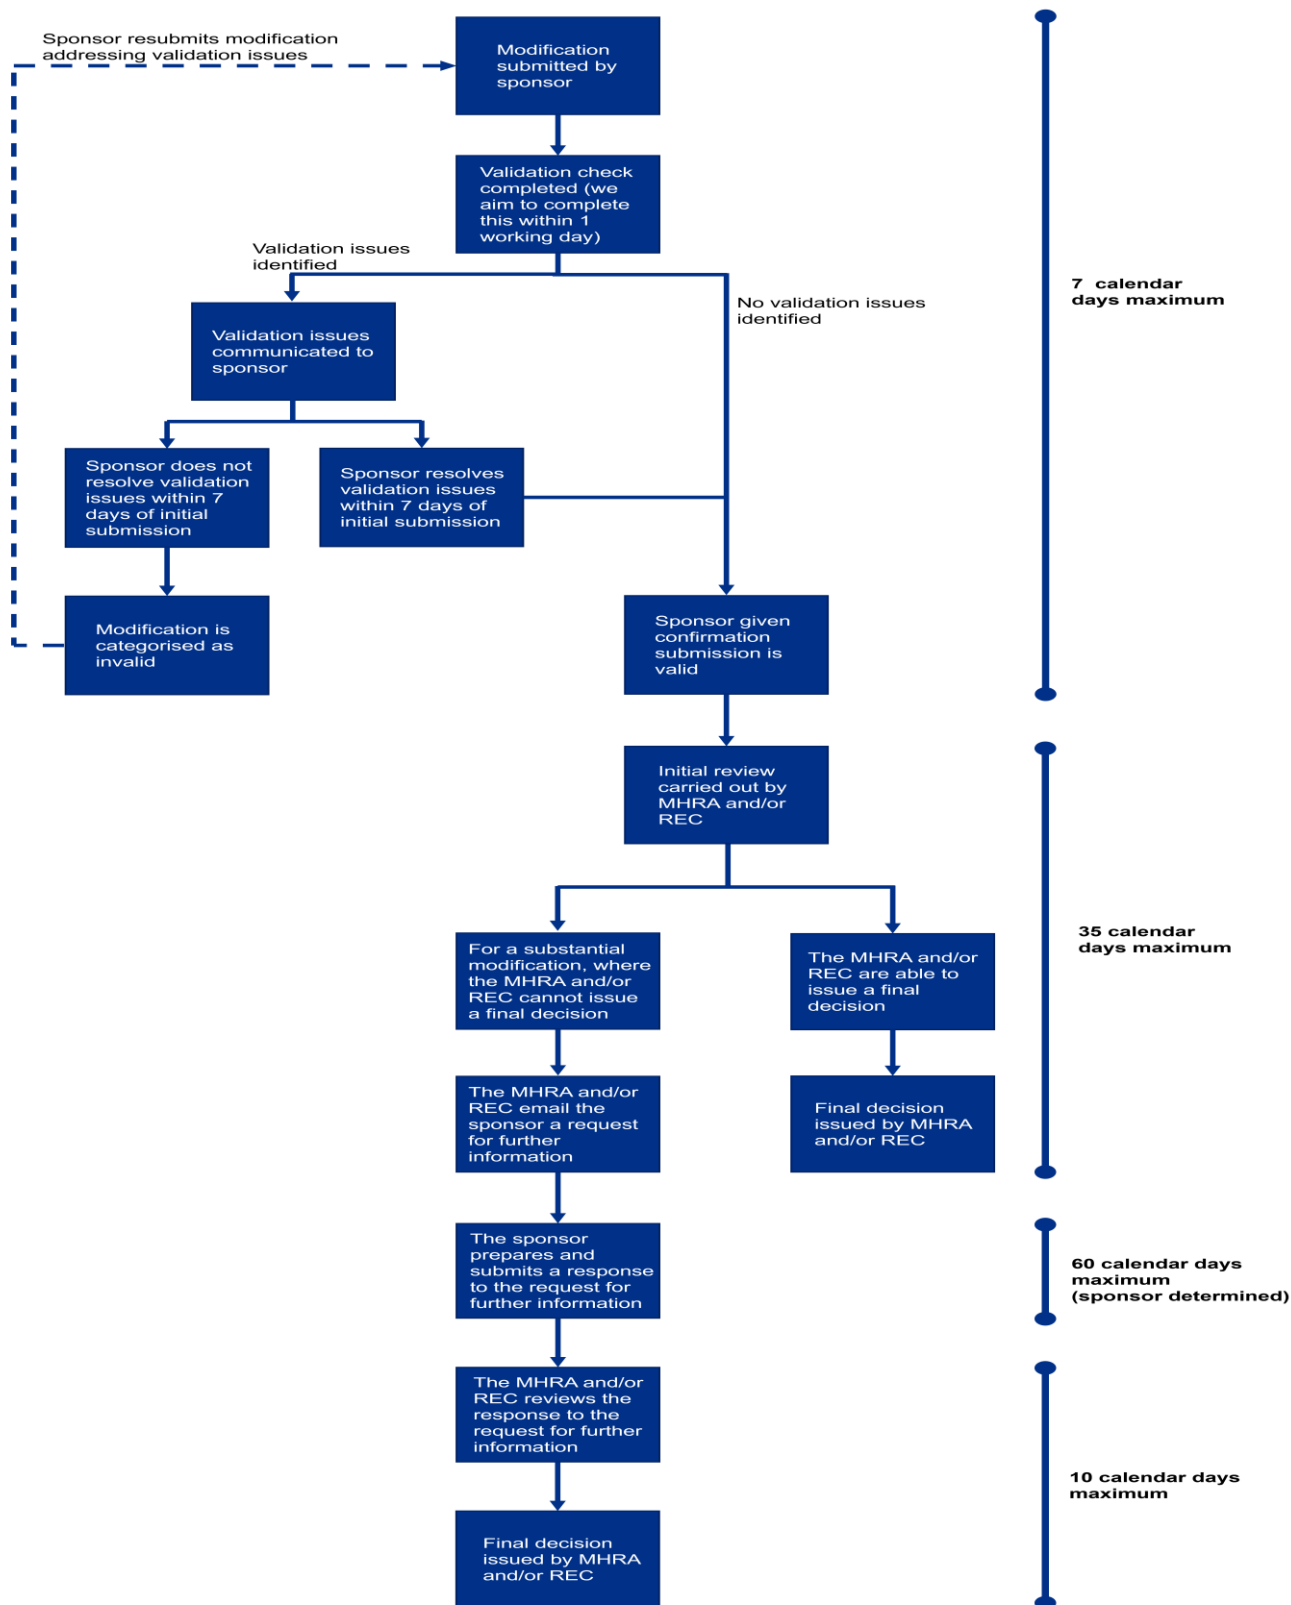 Sponsor resubmits modification
addressing validation issues
Modification
submitted by
sponsor
Validation check
completed (we
aim to complete
this within 1
working day)
Validation issues
identified
No validation issues
identified
7 calendar
days maximum
Validation issues
communicated to
sponsor
Sponsor does not
resolve validation
issues within 7
days of initial
submission
Sponsor resolves
validation issues
within 7 days of
initial submission
Modification is
categorised as
invalid
Sponsor given
confirmation
submission is
valid
Initial review
carried out by
MHRA and/or
REC
35 calendar
days maximum
For a substantial
modification, where
the MHRA and/or
REC cannot issue
a final decision
The MHRA and/or
REC are able to
issue a final
decision
The MHRA and/or
REC email the
sponsor a request
for further
information
Final decision
issued by MHRA
and/or REC
The sponsor
prepares and
submits a response
to the request for
further information
60 calendar days
maximum
(sponsor determined)
The MHRA and/or
REC reviews the
response to the
request for further
information
10 calendar days
maximum
Final decision
issued by MHRA
and/or REC